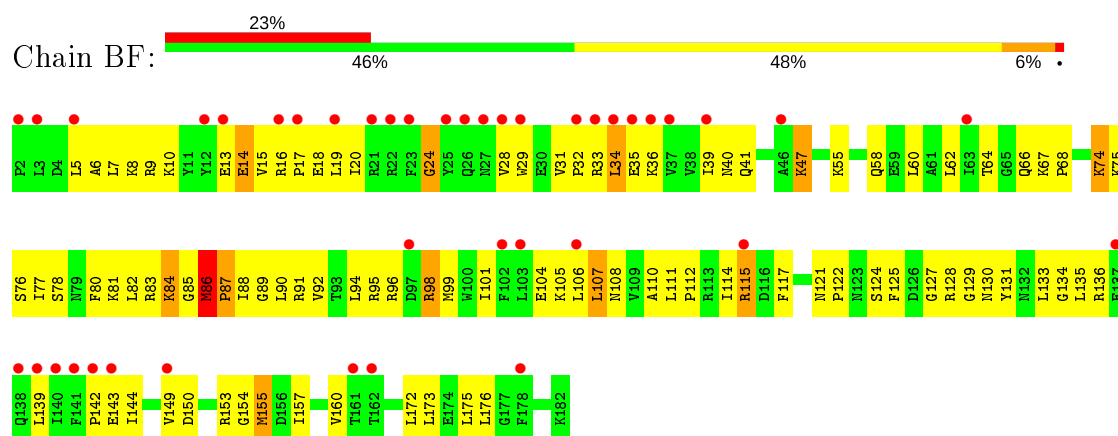 23%
Chain BF:
46% 48% 6% •
P2 L3 D4 L5 A6 L7 K8 R9 K10 Y11 Y12 E13 E14 V15 R16 P17 E18 L19 I20 R21 R22 F23 G24 Y25 Q26 N27 V28 W29 E30 V31 P32 R33 L34 E35 K36 V37 V38 I39 N40 Q41 A46 K47 K55 Q58 E59 L60 A61 L62 I63 T64 G65 Q66 K67 P68 K74 K75
S76 I77 S78 N79 F80 K81 L82 R83 K84 G85 M86 P87 I88 G89 L90 R91 V92 T93 L94 R95 R96 D97 R98 M99 W100 I101 F102 L103 E104 K105 L106 L107 N108 V109 A110 L111 P112 R113 I114 R115 D116 F117 N121 P122 N123 S124 F125 D126 G127 R128 G129 N130 Y131 N132 L133 G134 L135 R136 E137
Q138 L139 I140 F141 P142 E143 I144 V149 D150 R153 G154 M155 D156 I157 V160 T161 T162 L172 L173 E174 L175 L176 G177 F178 K182